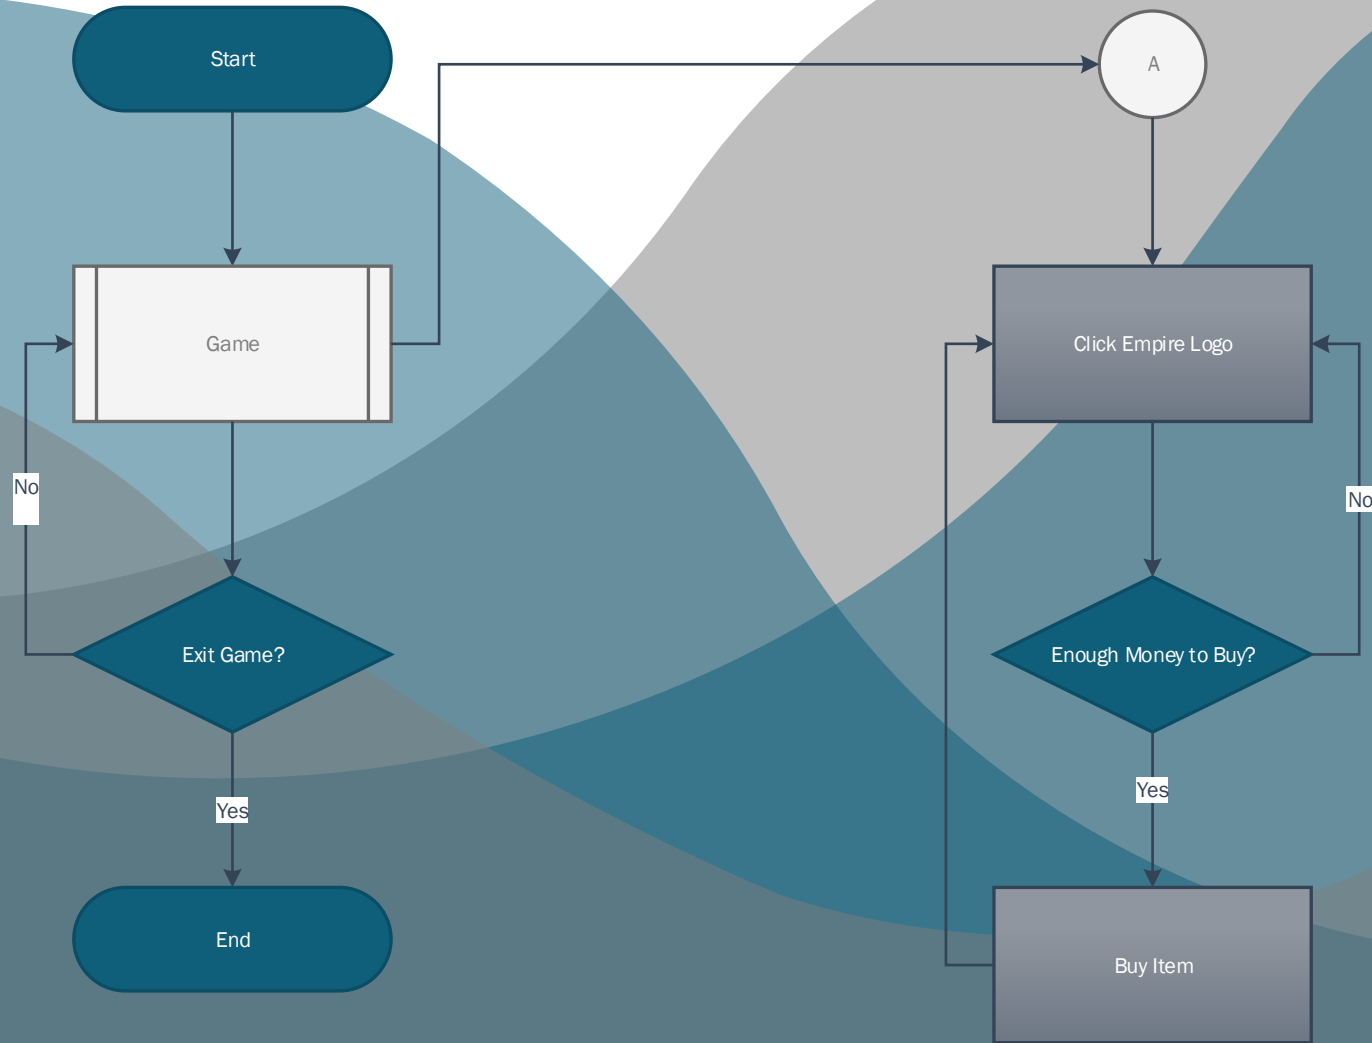 Start
A
Game
Click Empire Logo
No
No
Exit Game?
Enough Money to Buy?
Yes
Yes
End
Buy Item